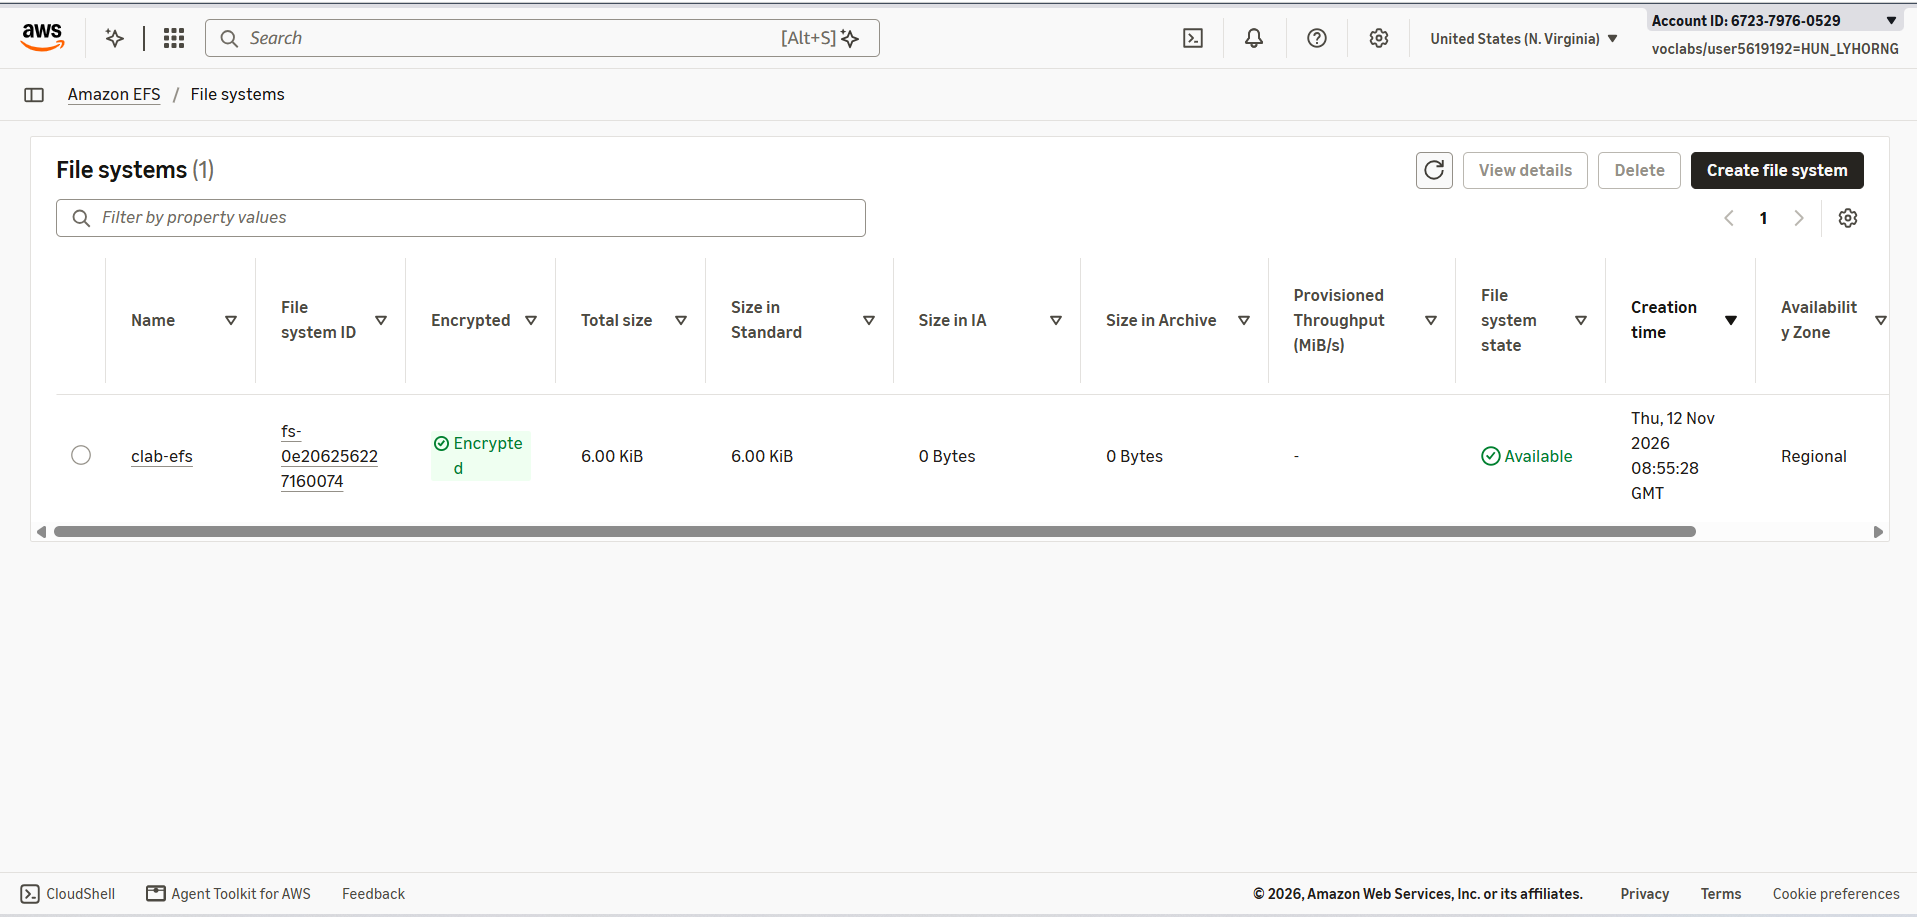 aws
Search [Alt+S]
United States (N. Virginia)
Account ID: 6723-7976-0529
voclabs/user5619192=HUN_LYHORNG
Amazon EFS / File systems
File systems (1)
View details
Delete
Create file system
Filter by property values
1
Name
File
system ID
Encrypted
Total size
Size in
Standard
Size in IA
Size in Archive
Provisioned
Throughput
(MiB/s)
File
system
state
Creation
time
Availabilit
y Zone
clab-efs
fs-
0e20625622
7160074
Encrypte
d
6.00 KiB
6.00 KiB
0 Bytes
0 Bytes
-
Available
Thu, 12 Nov
2026
08:55:28
GMT
Regional
CloudShell
Agent Toolkit for AWS
Feedback
© 2026, Amazon Web Services, Inc. or its affiliates.
Privacy
Terms
Cookie preferences